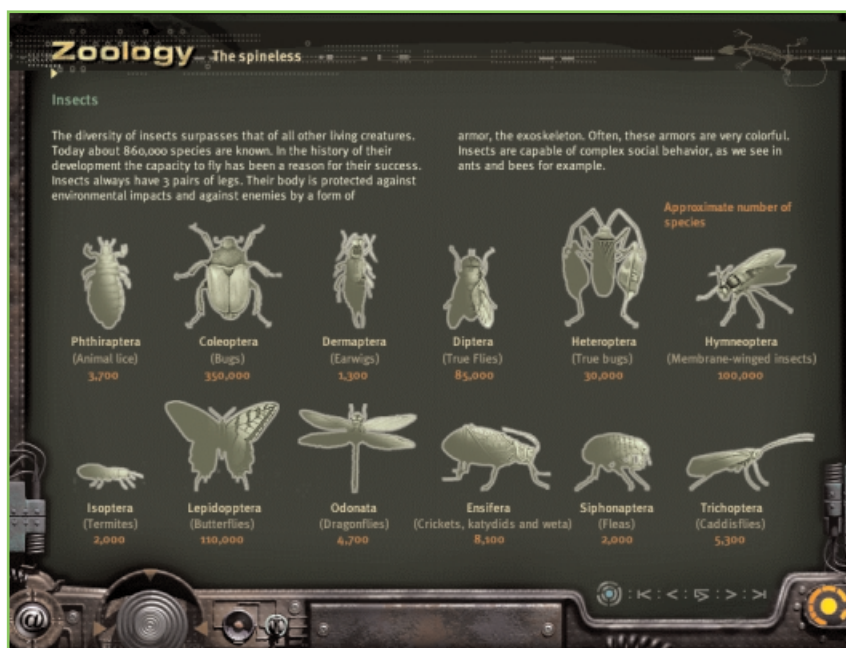 Zoology The spineless
Insects
The diversity of insects surpasses that of all other living creatures.
Today about 860,000 species are known. In the history of their
development the capacity to fly has been a reason for their success.
Insects always have 3 pairs of legs. Their body is protected against
environmental impacts and against enemies by a form of
armor, the exoskeleton. Often, these armors are very colorful.
Insects are capable of complex social behavior, as we see in
ants and bees for example.
Approximate number of
species
Phthiraptera
(Animal lice)
3,700
Coleoptera
(Bugs)
350,000
Dermaptera
(Earwigs)
1,300
Diptera
(True Flies)
85,000
Heteroptera
(True bugs)
30,000
Hymneoptera
(Membrane-winged insects)
100,000
Isoptera
(Termites)
2,000
Lepidopptera
(Butterflies)
110,000
Odonata
(Dragonflies)
4,700
Ensifera
(Crickets, katydids and weta)
8,100
Siphonaptera
(Fleas)
2,000
Trichoptera
(Caddisflies)
5,300
@